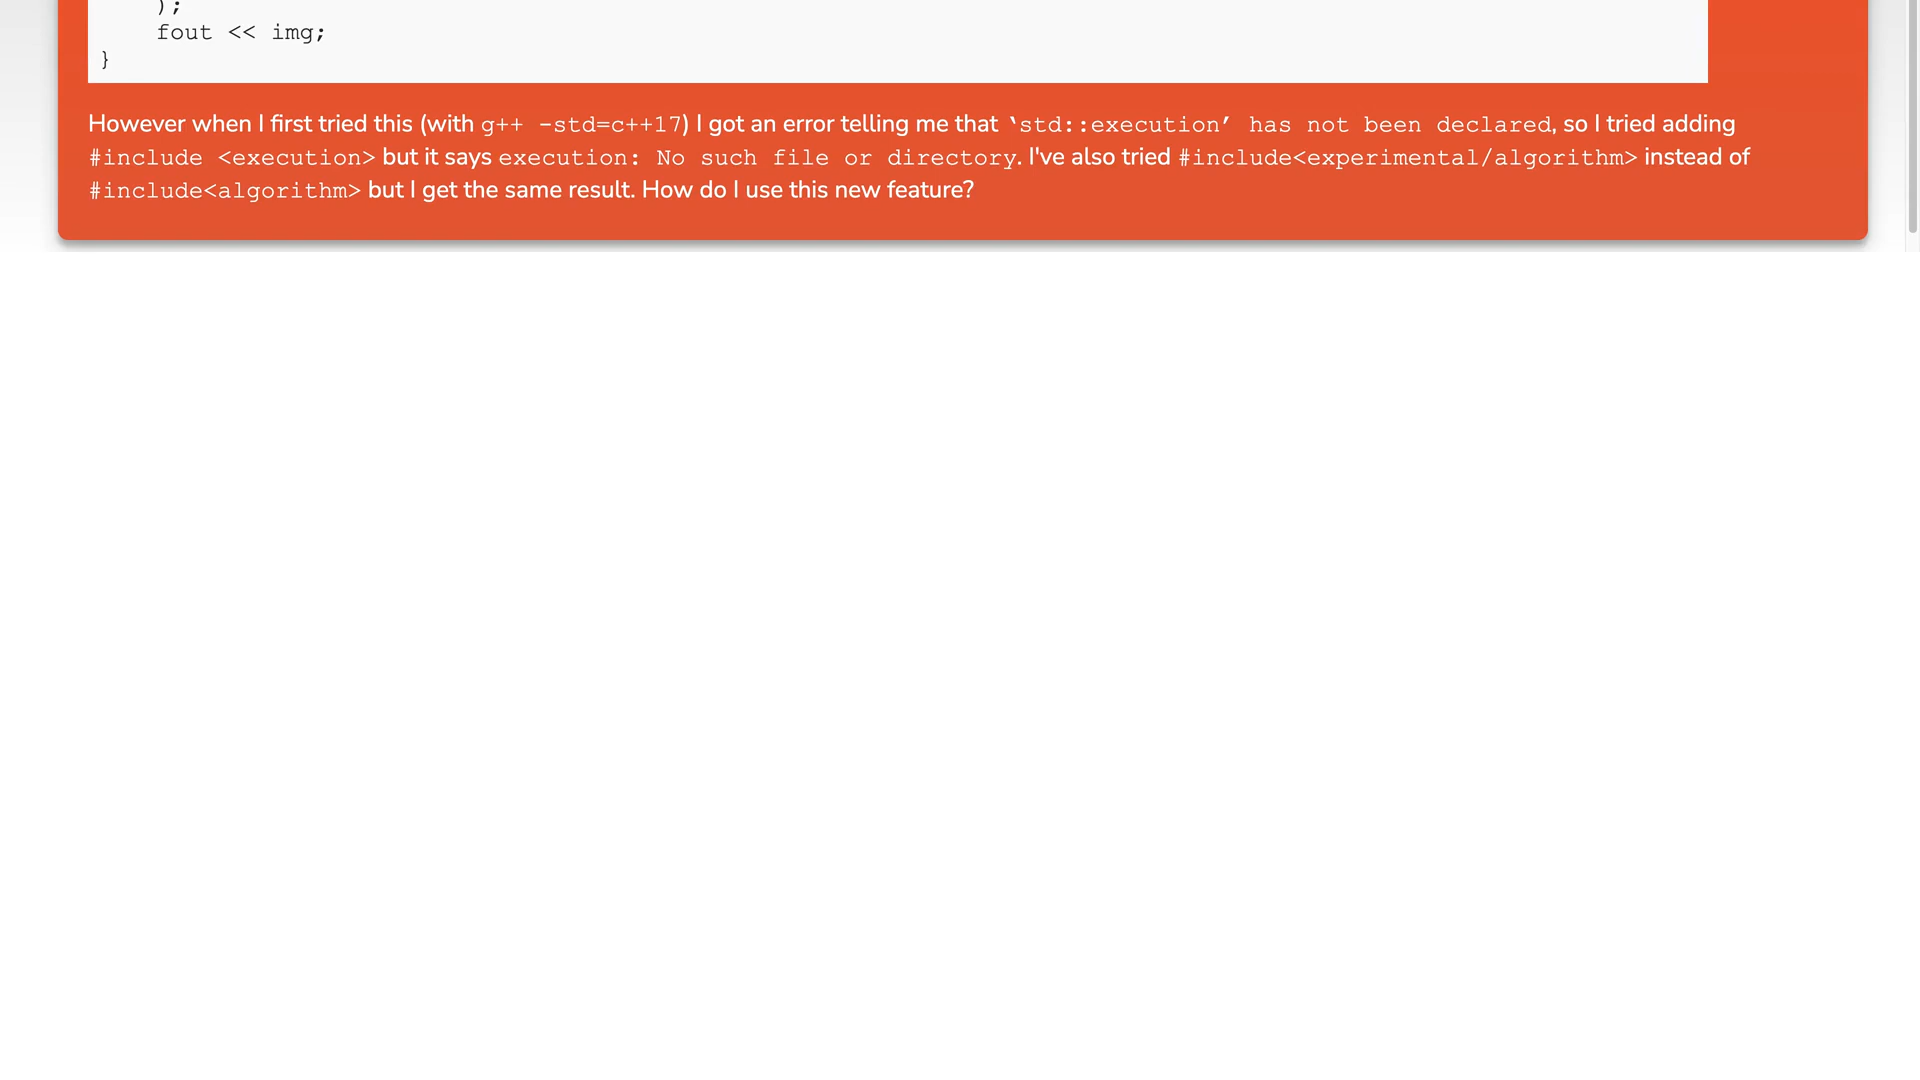 );
fout << img;
}
However when I first tried this (with g++ -std=c++17) I got an error telling me that ‘std::execution’ has not been declared, so I tried adding
#include <execution> but it says execution: No such file or directory. I've also tried #include<experimental/algorithm> instead of
#include<algorithm> but I get the same result. How do I use this new feature?